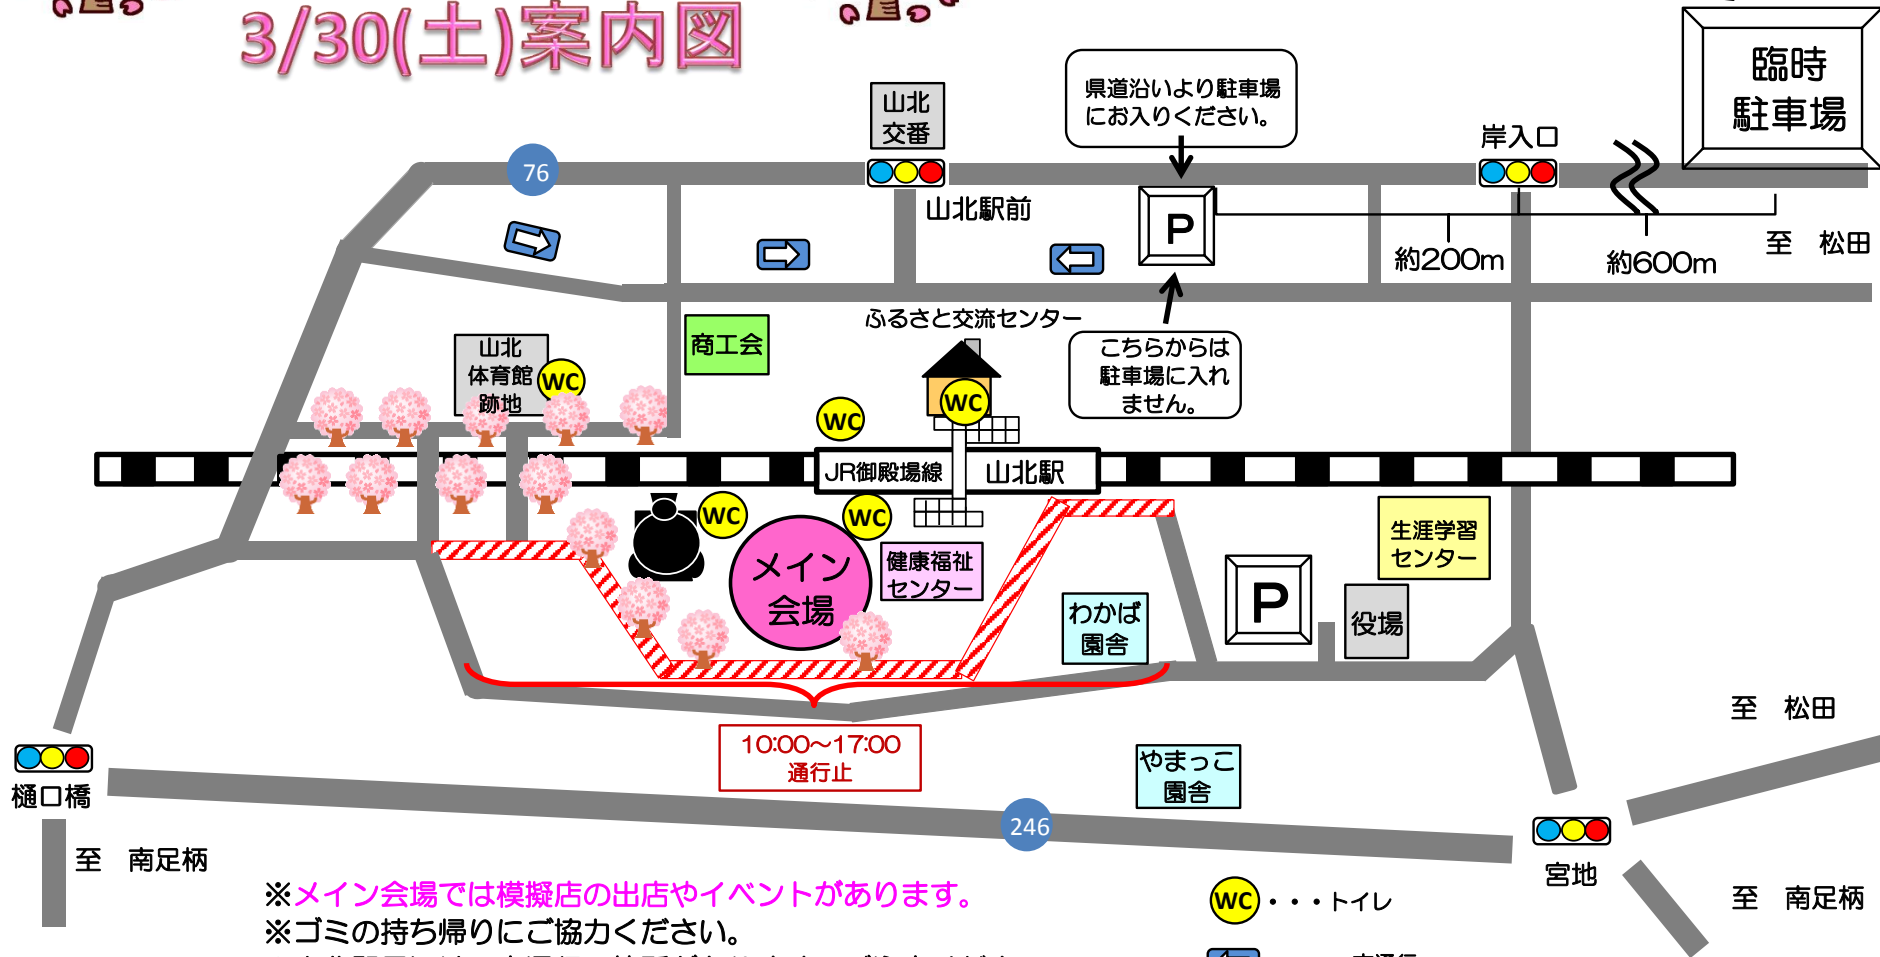 3/30(土)案内図
臨時
駐車場
山北
交番
県道沿いより駐車場
にお入りください。
岸入口
76
山北駅前
P
約200m
約600m
至 松田
ふるさと交流センター
商工会
山北
体育館
跡地
WC
こちらからは
駐車場に入れ
ません。
WC
WC
JR御殿場線
山北駅
WC
WC
メイン
会場
健康福祉
センター
生涯学習
センター
わかば
園舎
P
役場
10:00～17:00
通行止
やまっこ
園舎
至 松田
樋口橋
246
宮地
至 南足柄
至 南足柄
※メイン会場では模擬店の出店やイベントがあります。
※ゴミの持ち帰りにご協力ください。
WC・・・トイレ